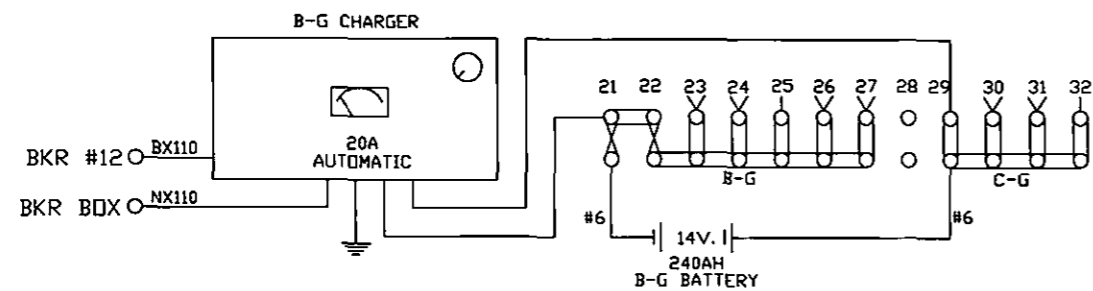 B-G CHARGER
21 22 23 24 25 26 27 28 29 30 31 32
20A
AUTOMATIC
BKR #12
BX110
BKR BOX
NX110
B-G
C-G
#6
14V.
#6
240AH
B-G BATTERY